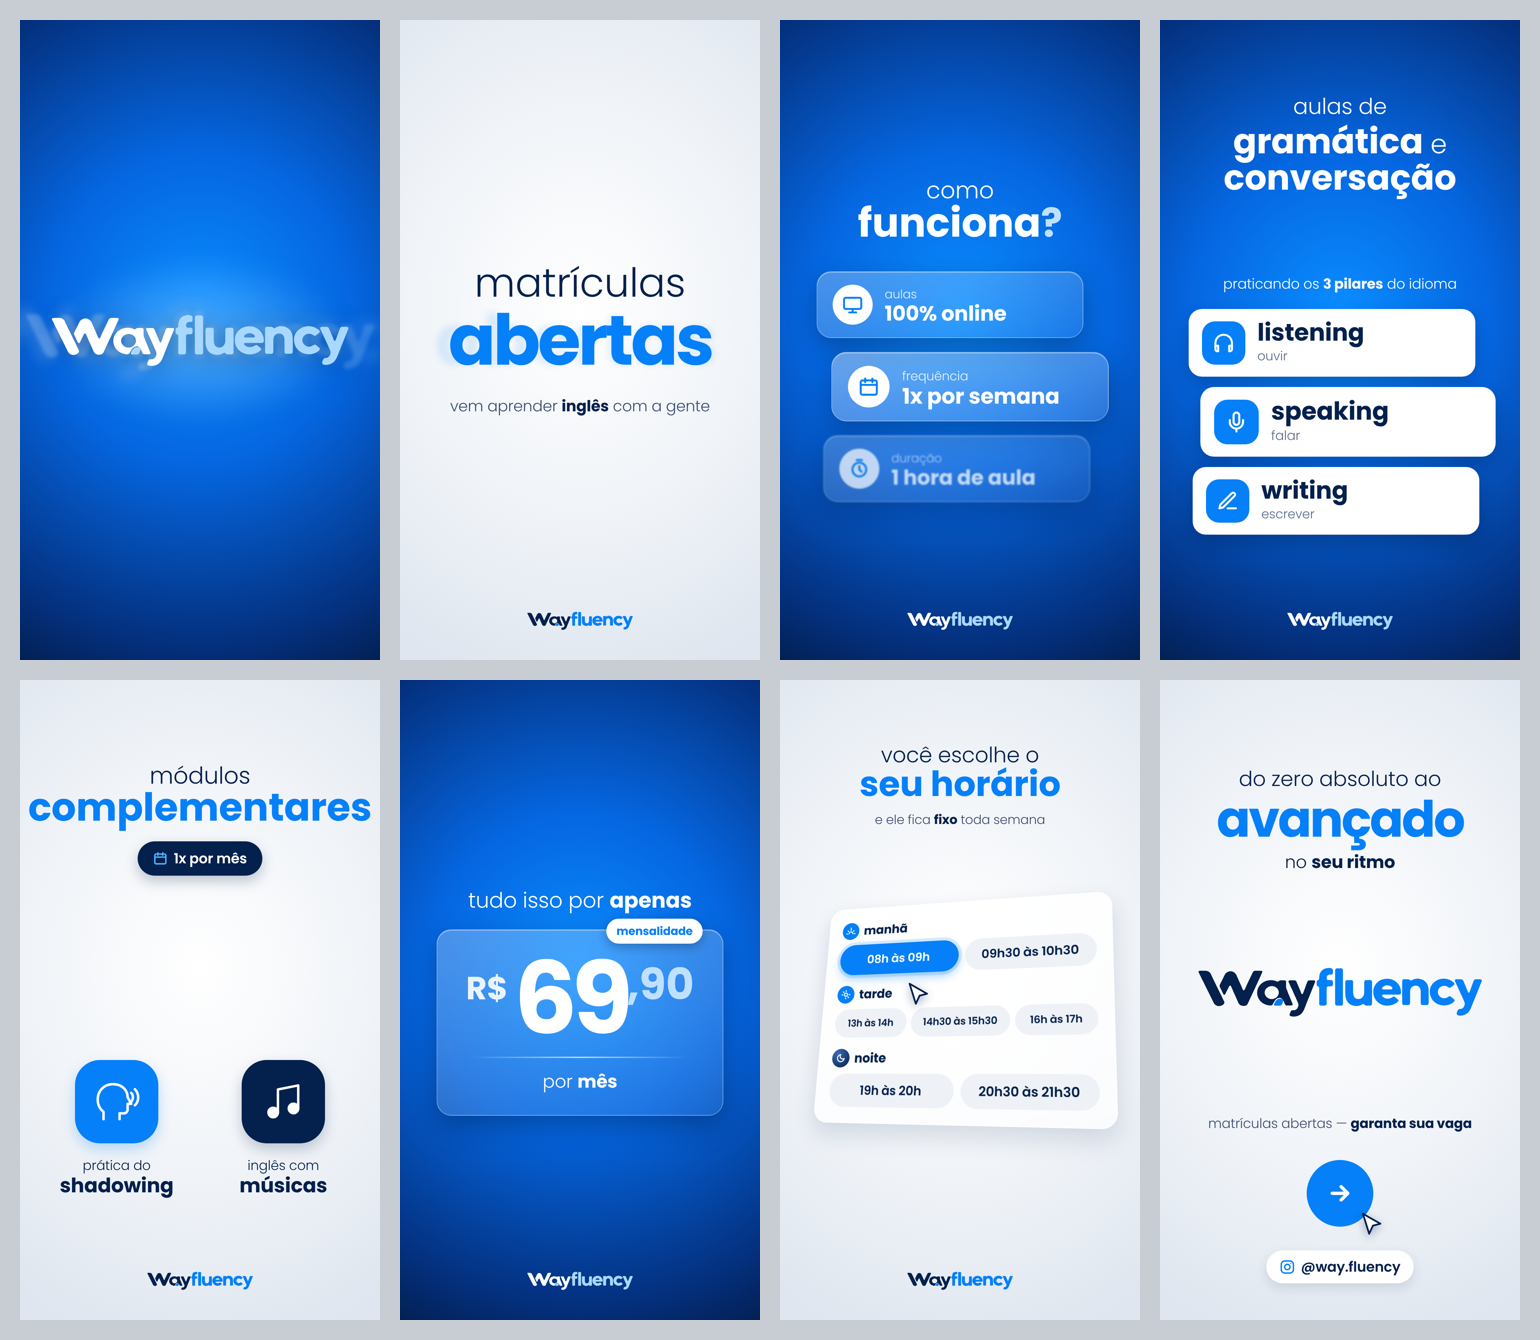 Wayfluency
matrículas
abertas
vem aprender inglês com a gente
Wayfluency
como
funciona?
aulas
100% online
frequência
1x por semana
duração
1 hora de aula
Wayfluency
aulas de
gramática e
conversação
praticando os 3 pilares do idioma
listening
ouvir
speaking
falar
writing
escrever
Wayfluency
módulos
complementares
1x por mês
prática do
shadowing
inglês com
músicas
Wayfluency
tudo isso por apenas
mensalidade
R$ 69,90
por mês
Wayfluency
você escolhe o
seu horário
e ele fica fixo toda semana
manhã
08h às 09h
09h30 às 10h30
tarde
13h às 14h
14h30 às 15h30
16h às 17h
noite
19h às 20h
20h30 às 21h30
Wayfluency
do zero absoluto ao
avançado
no seu ritmo
Wayfluency
matrículas abertas — garanta sua vaga
@way.fluency